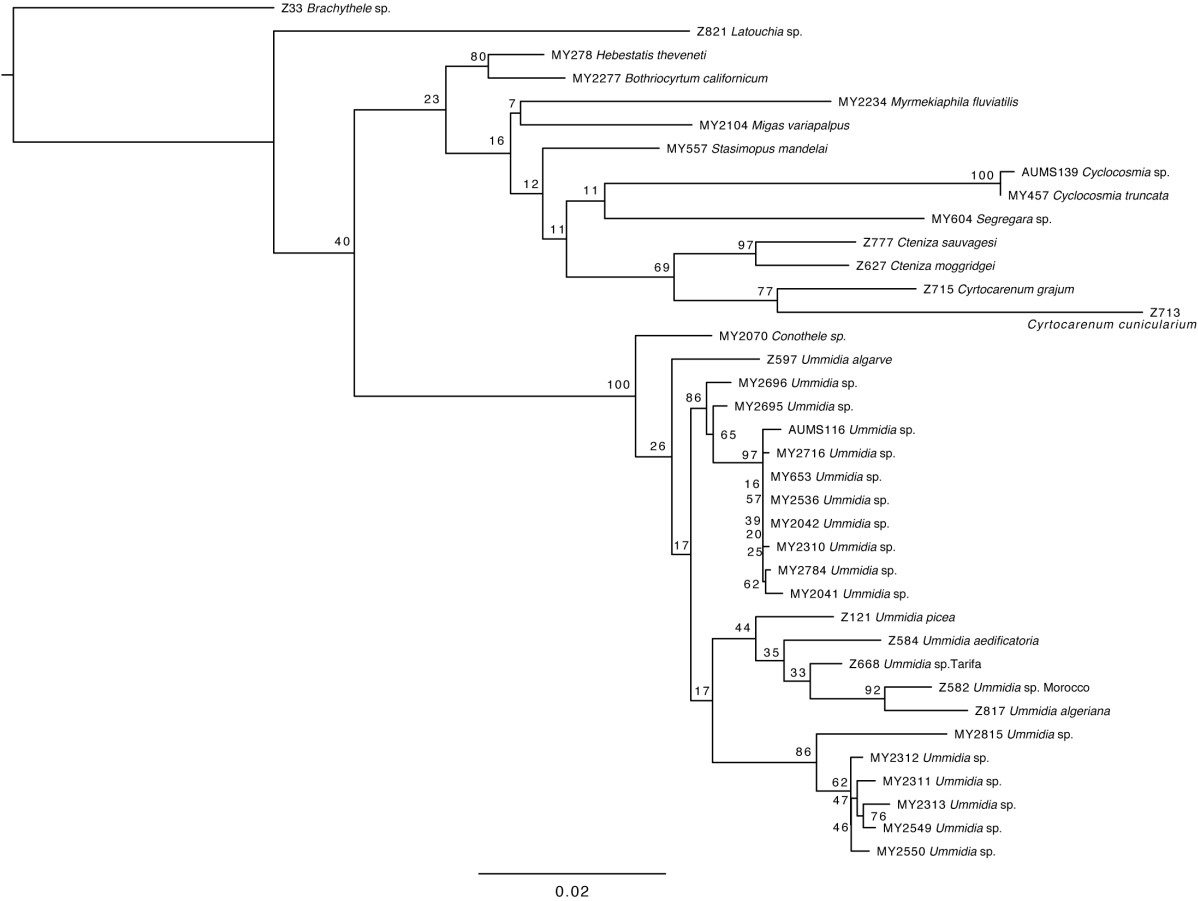 Z33 Brachythele sp.
Z821 Latouchia sp.
MY278 Hebestatis theveneti
80
MY2277 Bothriocyrtum californicum
23
7
MY2234 Myrmekiaphila fluviatilis
MY2104 Migas variapalpus
16
MY557 Stasimopus mandelai
100
AUMS139 Cyclocosmia sp.
12
11
MY457 Cyclocosmia truncata
MY604 Segregara sp.
11
40
97
Z777 Cteniza sauvagesi
69
Z627 Cteniza moggridgei
77
Z715 Cyrtocarenum grajum
Z713
Cyrtocarenum cunicularium
MY2070 Conothele sp.
Z597 Ummidia algarve
100
MY2696 Ummidia sp.
86
MY2695 Ummidia sp.
65
AUMS116 Ummidia sp.
26
97
MY2716 Ummidia sp.
MY653 Ummidia sp.
16
57
MY2536 Ummidia sp.
39
MY2042 Ummidia sp.
20
17
25
MY2310 Ummidia sp.
MY2784 Ummidia sp.
62
MY2041 Ummidia sp.
44
Z121 Ummidia picea
35
Z584 Ummidia aedificatoria
33
Z668 Ummidia sp.Tarifa
17
92
Z582 Ummidia sp. Morocco
Z817 Ummidia algeriana
86
MY2815 Ummidia sp.
MY2312 Ummidia sp.
62
MY2311 Ummidia sp.
47
MY2313 Ummidia sp.
76
46
MY2549 Ummidia sp.
MY2550 Ummidia sp.
0.02